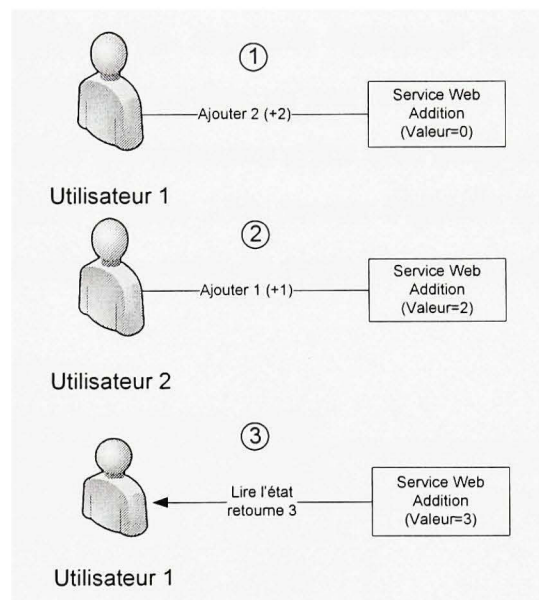 1
Ajouter 2 (+2)
Service Web
Addition
(Valeur=0)
Utilisateur 1
2
Ajouter 1 (+1)
Service Web
Addition
(Valeur=2)
Utilisateur 2
3
Lire l'état
retourne 3
Service Web
Addition
(Valeur=3)
Utilisateur 1